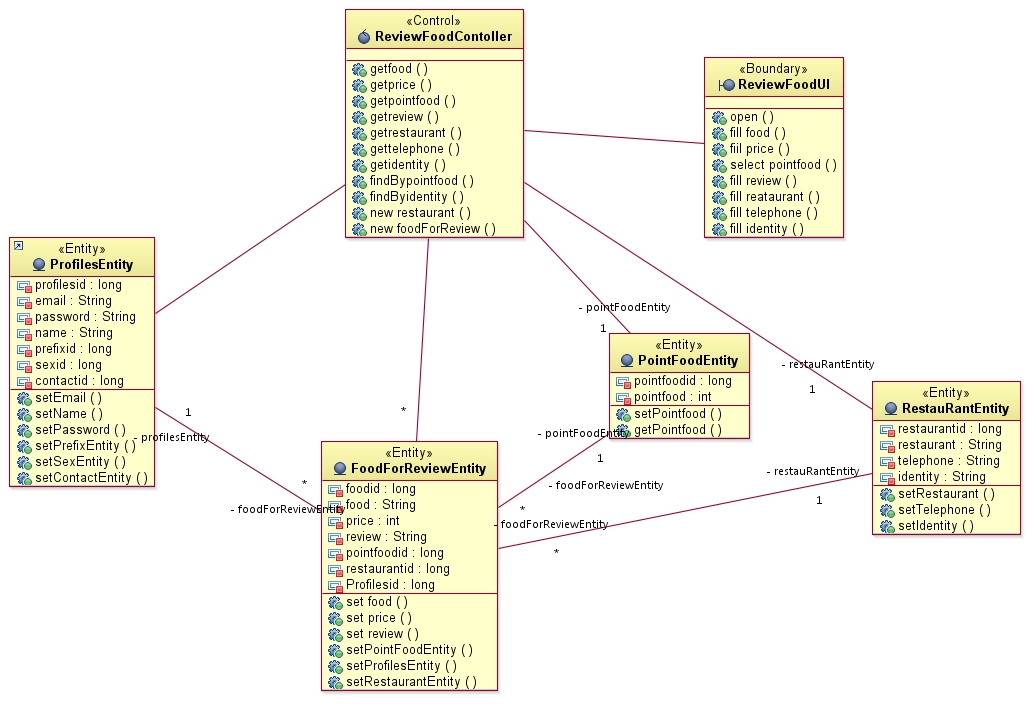 «Control»
ReviewFoodContoller
getfood ( )
getprice ( )
getpointfood ( )
getreview ( )
getrestaurant ( )
gettelephone ( )
getidentity ( )
findBypointfood ( )
findByidentity ( )
new restaurant ( )
new foodForReview ( )
«Boundary»
ReviewFoodUI
open ( )
fill food ( )
fiil price ( )
select pointfood ( )
fill review ( )
fill reataurant ( )
fill telephone ( )
fill identity ( )
«Entity»
ProfilesEntity
profilesid : long
email : String
password : String
name : String
prefixid : long
sexid : long
contactid : long
setEmail ( )
setName ( )
setPassword ( )
setPrefixEntity ( )
setSexEntity ( )
setContactEntity ( )
- pointFoodEntity
1
«Entity»
PointFoodEntity
pointfoodid : long
pointfood : int
setPointfood ( )
getPointfood ( )
- restauRantEntity
1
«Entity»
RestauRantEntity
restaurantid : long
restaurant : String
telephone : String
identity : String
setRestaurant ( )
setTelephone ( )
setIdentity ( )
1
- profilesEntity
*
- foodForReviewEntity
*
«Entity»
FoodForReviewEntity
foodid : long
food : String
price : int
review : String
pointfoodid : long
restaurantid : long
Profilesid : long
set food ( )
set price ( )
set review ( )
setPointFoodEntity ( )
setProfilesEntity ( )
setRestaurantEntity ( )
- pointFoodEntity
1
- foodForReviewEntity
*
- restauRantEntity
1
- foodForReviewEntity
*